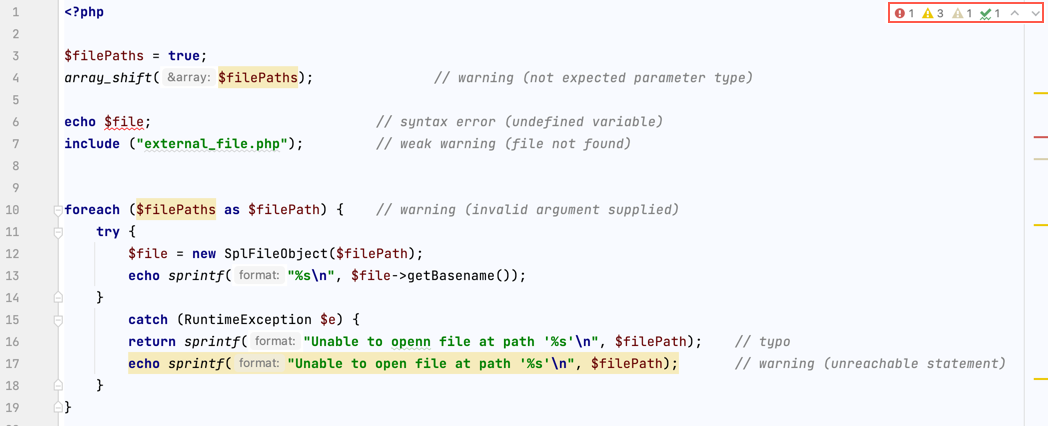 1 <?php 1 3 1 1
2
3 $filePaths = true;
4 array_shift( &array: $filePaths); // warning (not expected parameter type)
5
6 echo $file; // syntax error (undefined variable)
7 include ("external_file.php"); // weak warning (file not found)
8
9
10 foreach ($filePaths as $filePath) { // warning (invalid argument supplied)
11 try {
12 $file = new SplFileObject($filePath);
13 echo sprintf( format: "%s\n", $file->getBasename());
14 }
15 catch (RuntimeException $e) {
16 return sprintf( format: "Unable to openn file at path '%s'\n", $filePath); // typo
17 echo sprintf( format: "Unable to open file at path '%s'\n", $filePath); // warning (unreachable statement)
18 }
19 }